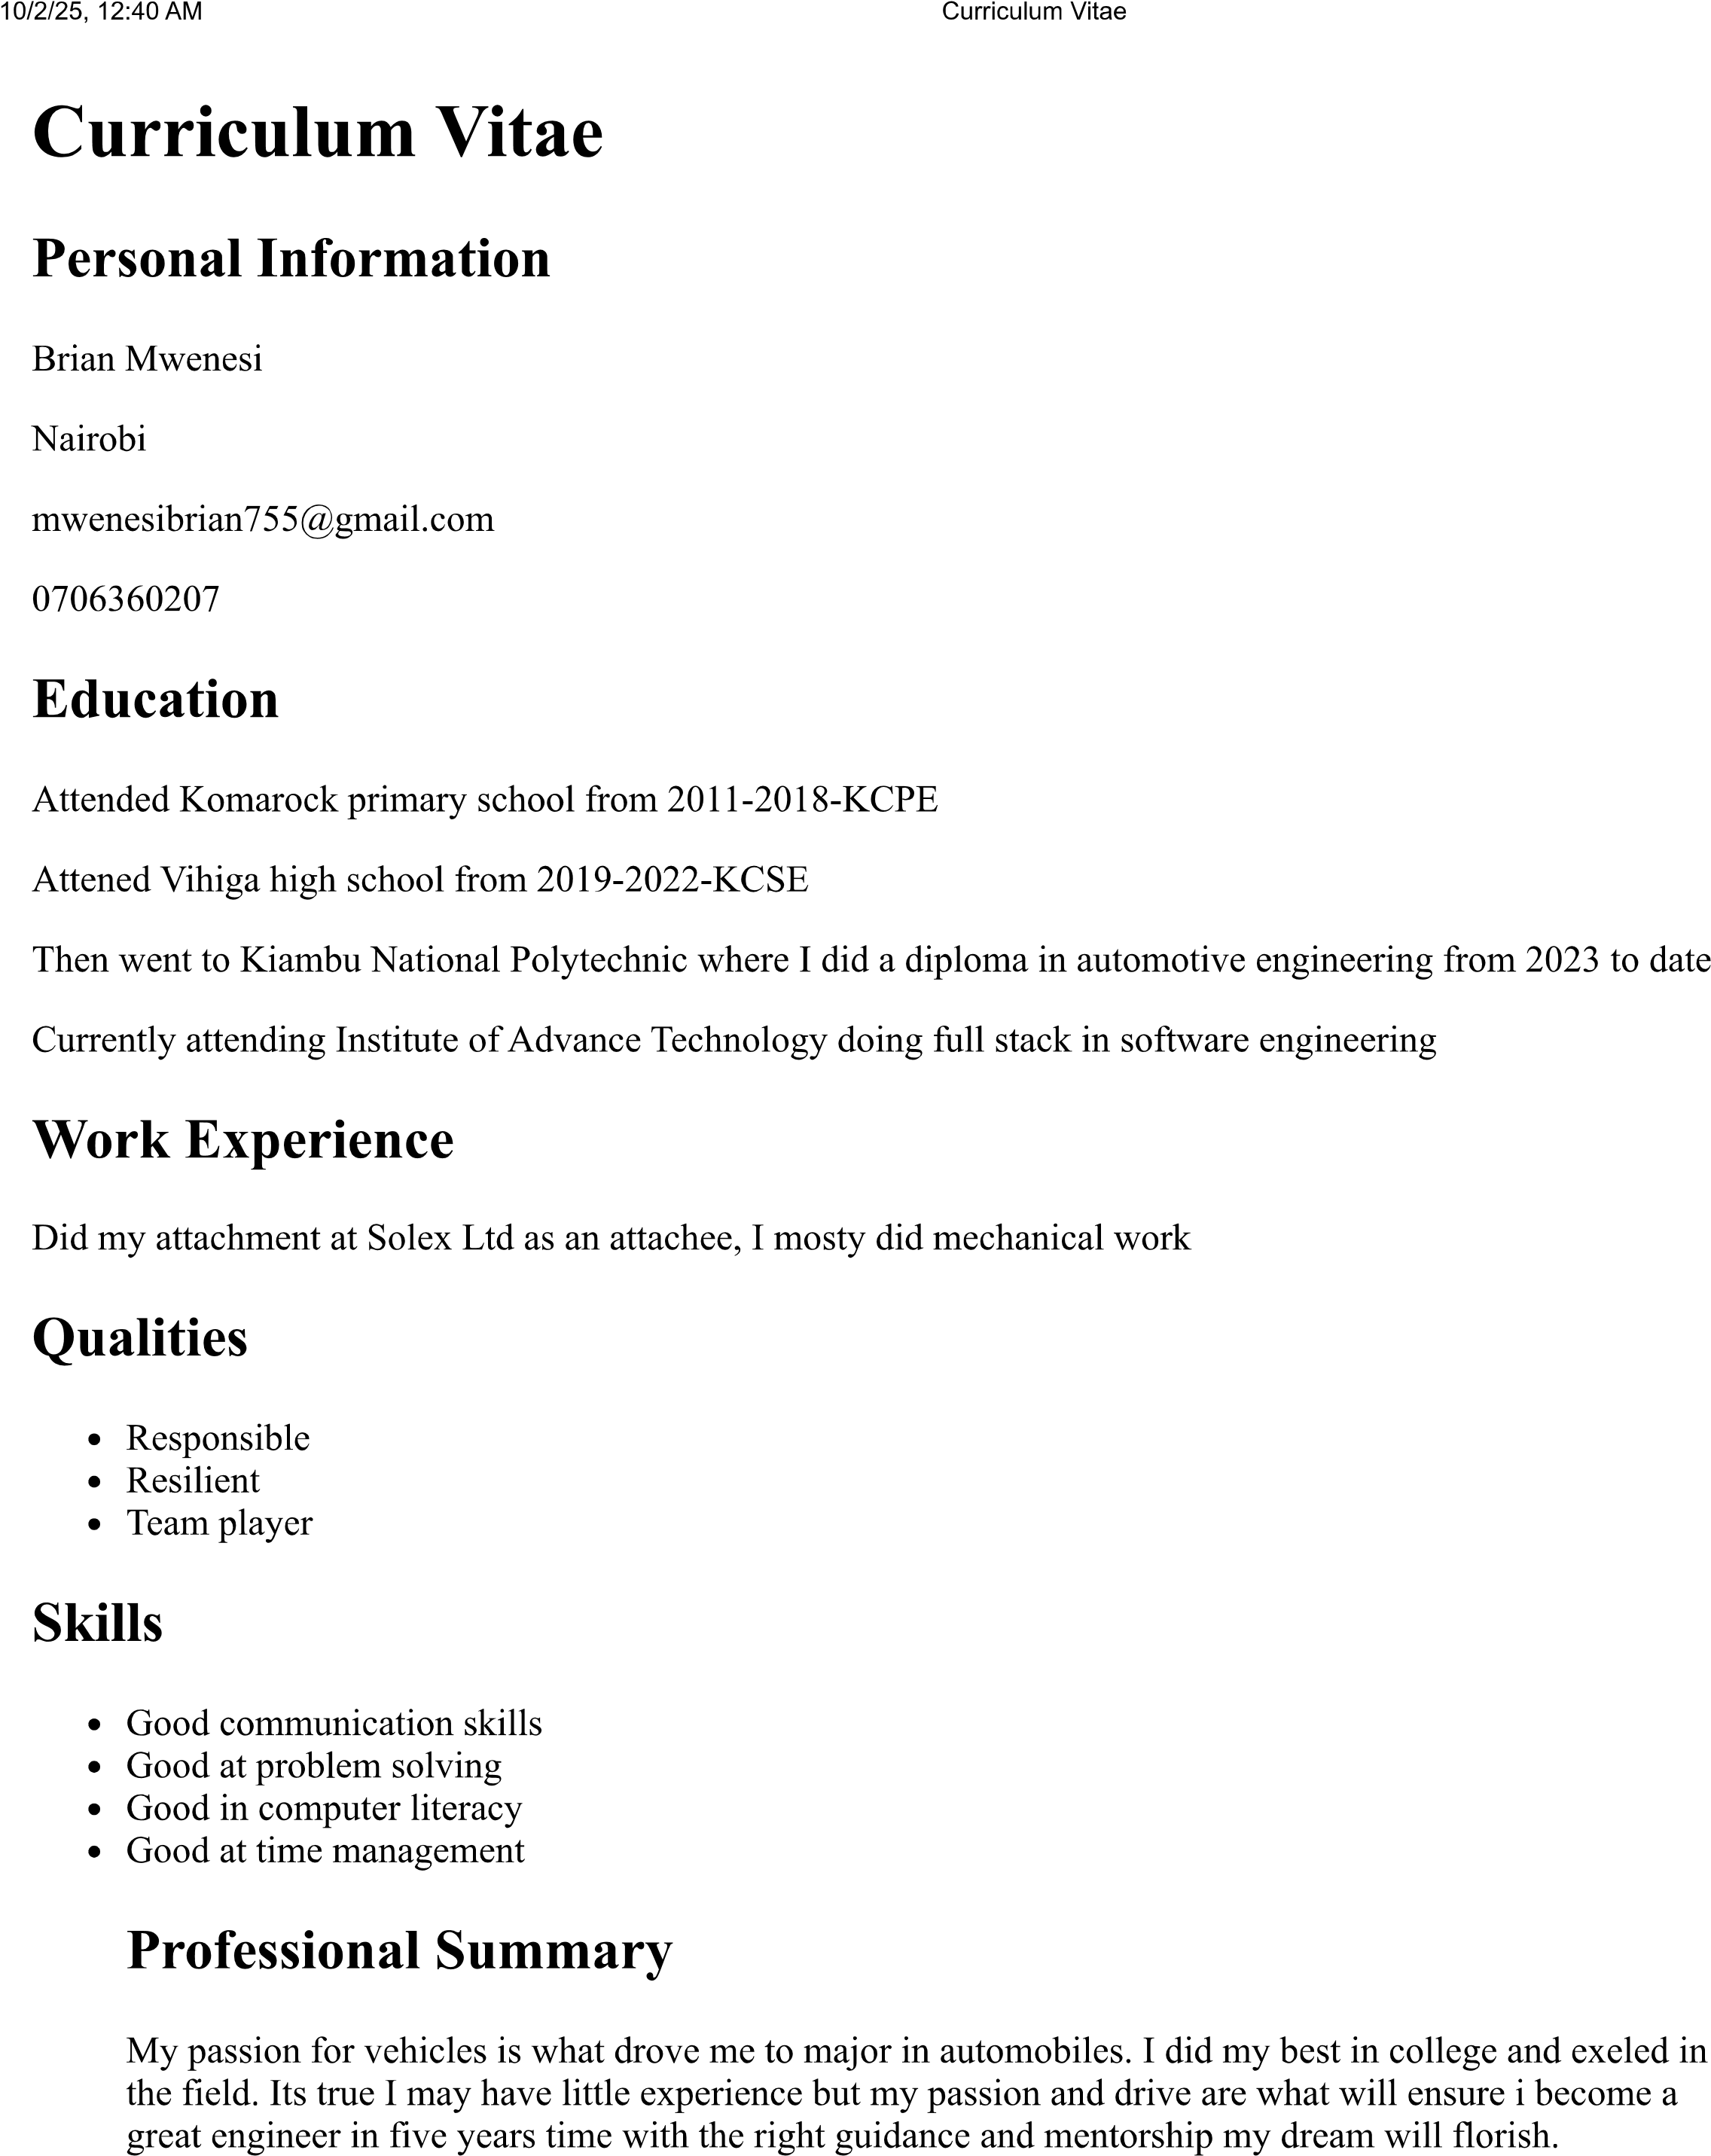 10/2/25, 12:40 AM
Curriculum Vitae
Curriculum Vitae
Personal Information
Brian Mwenesi
Nairobi
mwenesibrian755@gmail.com
0706360207
Education
Attended Komarock primary school from 2011-2018-KCPE
Attened Vihiga high school from 2019-2022-KCSE
Then went to Kiambu National Polytechnic where I did a diploma in automotive engineering from 2023 to date
Currently attending Institute of Advance Technology doing full stack in software engineering
Work Experience
Did my attachment at Solex Ltd as an attachee, I mosty did mechanical work
Qualities
• Responsible
• Resilient
• Team player
Skills
• Good communication skills
• Good at problem solving
• Good in computer literacy
• Good at time management
Professional Summary
My passion for vehicles is what drove me to major in automobiles. I did my best in college and exeled in
the field. Its true I may have little experience but my passion and drive are what will ensure i become a
great engineer in five years time with the right guidance and mentorship my dream will florish.